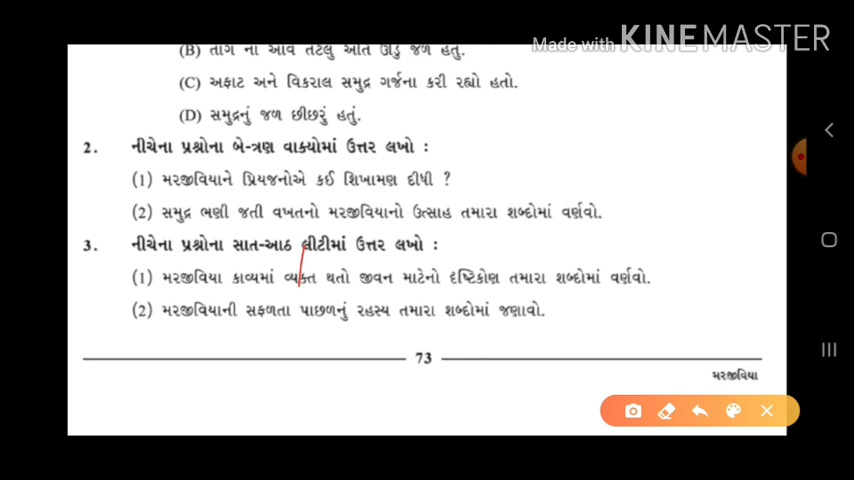 Made with KINEMASTER
(C) અફાટ અને વિકરાલ સમુદ્ર ગર્જના કરી રહ્યો હતો.
(D) સમુદ્રનું જળ છીછરું હતું.
2. નીચેના પ્રશ્નોના બે-ત્રણ વાક્યોમાં ઉત્તર લખો :
(1) મરજીવિયાને પ્રિયજનોએ કઈ શિખામણ દીધી ?
(2) સમુદ્ર ભણી જતી વખતનો મરજીવિયાનો ઉત્સાહ તમારા શબ્દોમાં વર્ણવો.
3. નીચેના પ્રશ્નોના સાત-આઠ લીટીમાં ઉત્તર લખો :
(1) મરજીવિયા કાવ્યમાં વ્યક્ત થતો જીવન માટેનો દૃષ્ટિકોણ તમારા શબ્દોમાં વર્ણવો.
(2) મરજીવિયાની સફળતા પાછળનું રહસ્ય તમારા શબ્દોમાં જણાવો.
73
મરજીવિયા